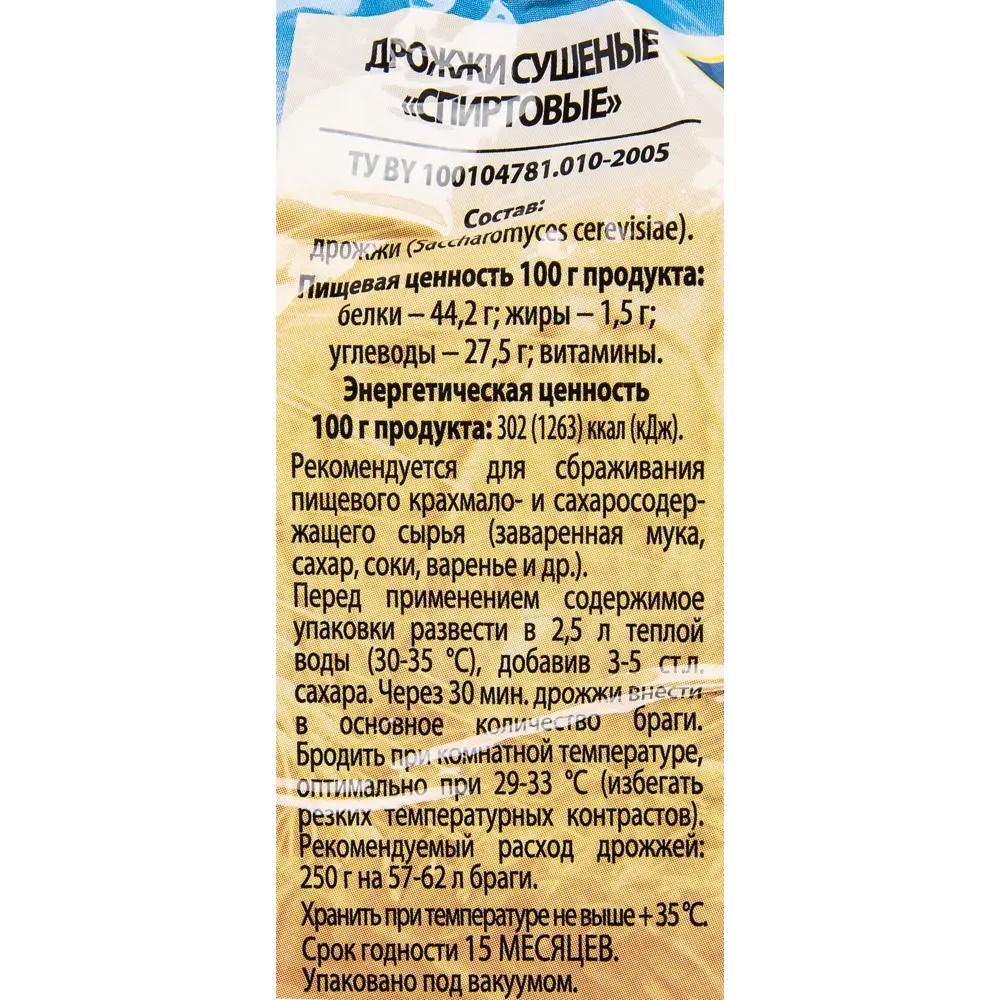 ДРОЖЖИ СУШЕНЫЕ
«СПИРТОВЫЕ»
ТУ BY 100104781.010-2005
Состав:
дрожжи (Saccharomyces cerevisiae).
Пищевая ценность 100 г продукта:
белки – 44,2 г; жиры – 1,5 г;
углеводы – 27,5 г; витамины.
Энергетическая ценность
100 г продукта: 302 (1263) ккал (кДж).
Рекомендуется для сбраживания
пищевого крахмало- и сахаросодер-
жащего сырья (заваренная мука,
сахар, соки, варенье и др.).
Перед применением содержимое
упаковки развести в 2,5 л теплой
воды (30-35 °С), добавив 3-5 ст.л.
сахара. Через 30 мин. дрожжи внести
в основное количество браги.
Бродить при комнатной температуре,
оптимально при 29-33 °С (избегать
резких температурных контрастов).
Рекомендуемый расход дрожжей:
250 г на 57-62 л браги.
Хранить при температуре не выше + 35 °С.
Срок годности 15 МЕСЯЦЕВ.
Упаковано под вакуумом.